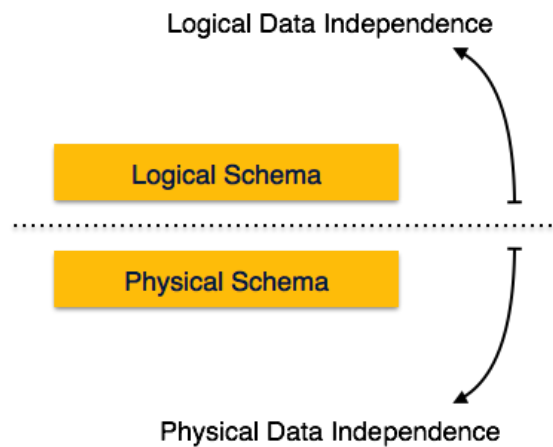 Logical Data Independence
Logical Schema
Physical Schema
Physical Data Independence